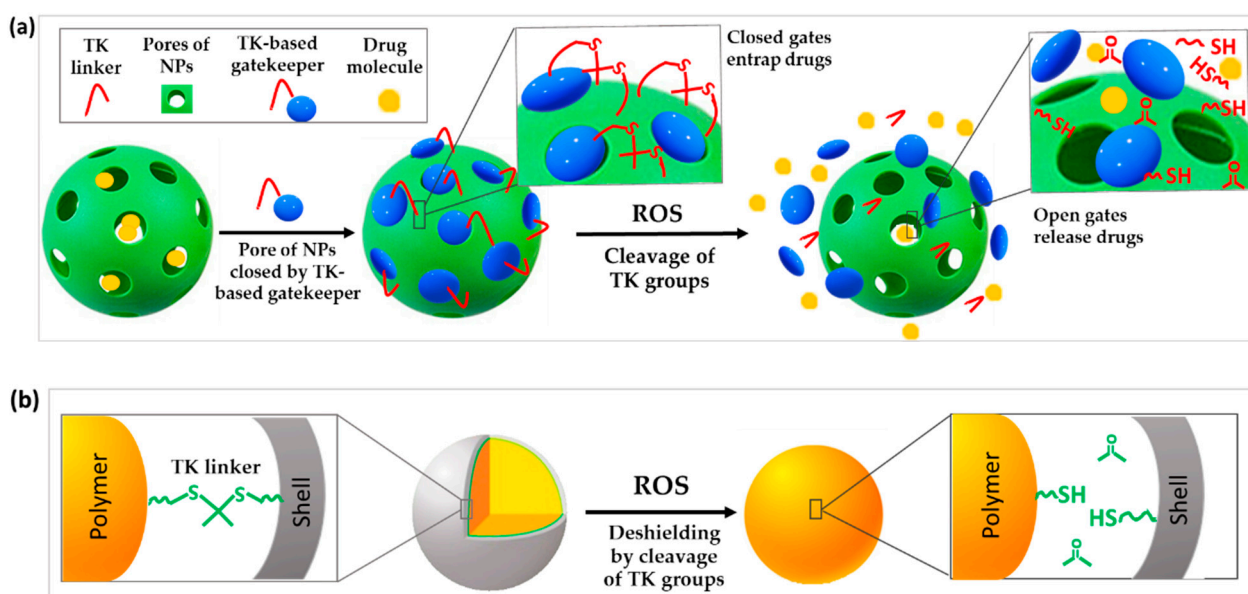 (a)
TK
linker
Pores of
NPs
TK-based
gatekeeper
Drug
molecule
Closed gates
entrap drugs
S
S
S
S
S
S
Pore of NPs
closed by TK-
based gatekeeper
ROS
Cleavage of
TK groups
O
SH
HS
SH
SH
O
SH
O
Open gates
release drugs
(b)
Polymer
TK linker
S
S
Shell
ROS
Deshielding
by cleavage
of TK groups
Polymer
O
SH
HS
O
Shell